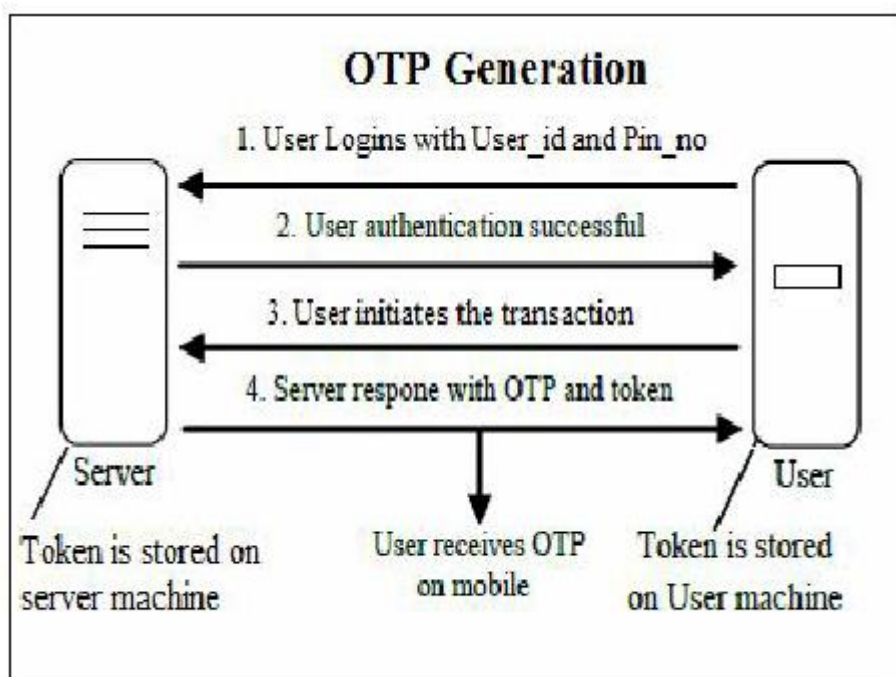 OTP Generation
1. User Logins with User_id and Pin_no
2. User authentication successful
3. User initiates the transaction
4. Server respone with OTP and token
Server
User
Token is stored on
server machine
User receives OTP
on mobile
Token is stored
on User machine